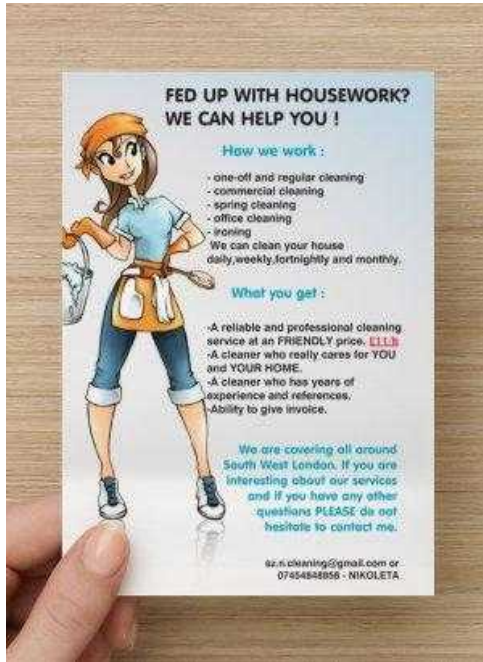 FED UP WITH HOUSEWORK?
WE CAN HELP YOU !
How we work :
- one-off and regular cleaning
- commercial cleaning
- spring cleaning
- office cleaning
- ironing
We can clean your house
daily,weekly,fortnightly and monthly.
What you get :
-A reliable and professional cleaning
service at an FRIENDLY price.
-A cleaner who really cares for YOU
and YOUR HOME.
-A cleaner who has years of
experience and references.
-Ability to give invoice.
We are covering all around
South West London. If you are
interesting about our services
and if you have any other
questions PLEASE do not
hesitate to contact me.
sz.n.cleaning@gmail.com or
NIKOLETA